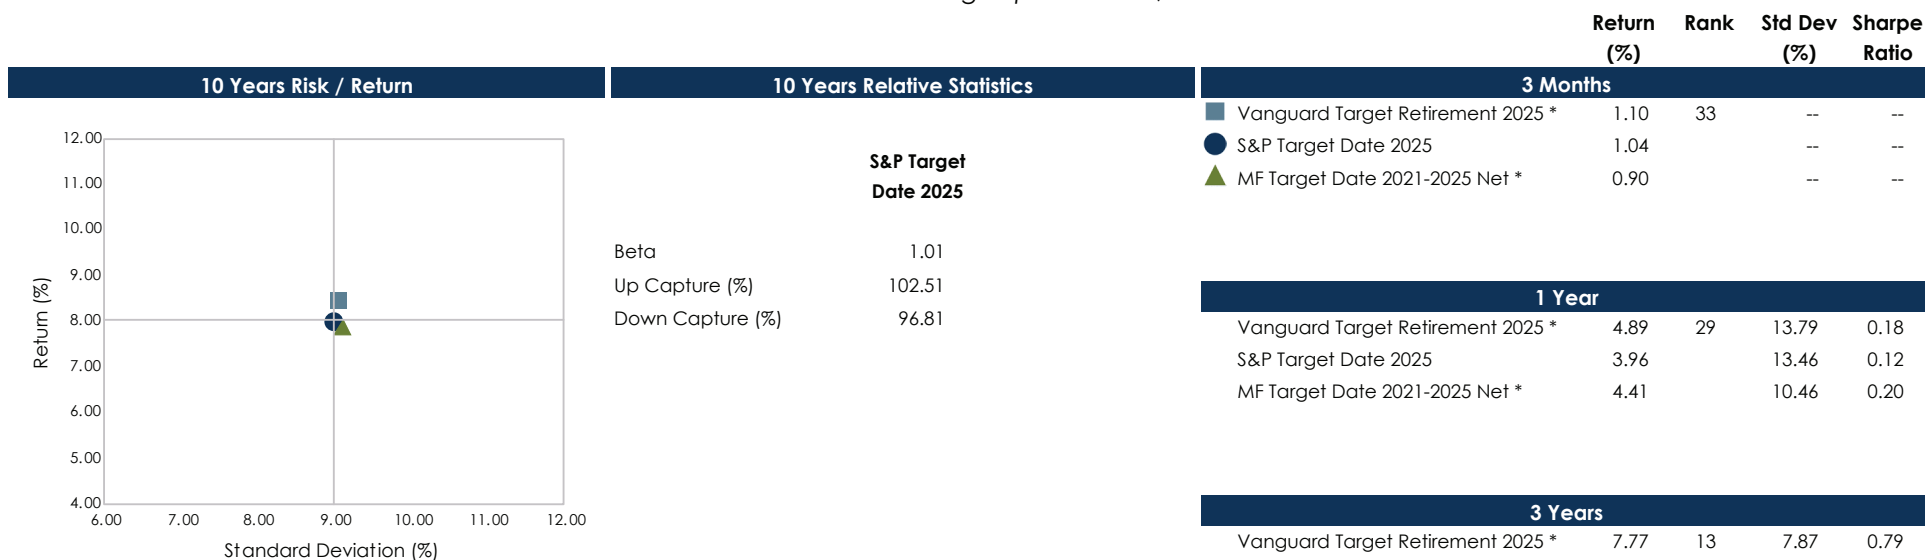 Return Rank Std Dev Sharpe
(%) (%) Ratio
10 Years Risk / Return
12.00
11.00
10.00
9.00
8.00
7.00
6.00
5.00
4.00
Return (%)
6.00 7.00 8.00 9.00 10.00 11.00 12.00
Standard Deviation (%)
10 Years Relative Statistics
S&P Target
Date 2025
Beta 1.01
Up Capture (%) 102.51
Down Capture (%) 96.81
3 Months
Vanguard Target Retirement 2025 * 1.10 33 -- --
S&P Target Date 2025 1.04 -- --
MF Target Date 2021-2025 Net * 0.90 -- --
1 Year
Vanguard Target Retirement 2025 * 4.89 29 13.79 0.18
S&P Target Date 2025 3.96 13.46 0.12
MF Target Date 2021-2025 Net * 4.41 10.46 0.20
3 Years
Vanguard Target Retirement 2025 * 7.77 13 7.87 0.79